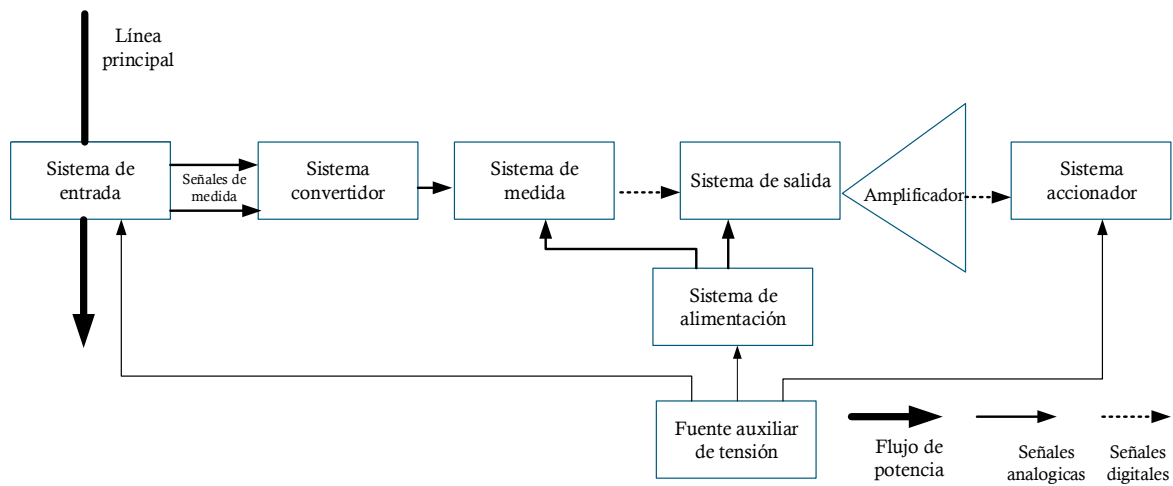 Línea
principal
Sistema de
entrada
Señales de
medida
Sistema
convertidor
Sistema de
medida
Sistema de salida
Amplificador
Sistema
accionador
Sistema de
alimentación
Fuente auxiliar
de tensión
Flujo de
potencia
Señales
analogicas
Señales
digitales